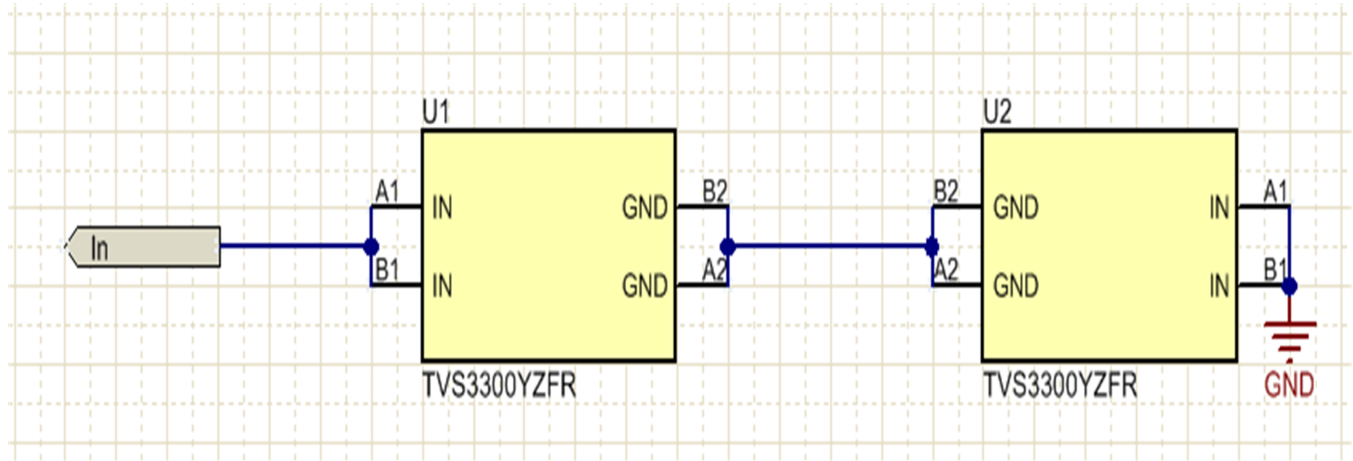 U1
U2
A1
IN
GND
B2
B2
GND
IN
A1
In
B1
IN
GND
A2
A2
GND
IN
B1
TVS3300YZFR
TVS3300YZFR
GND